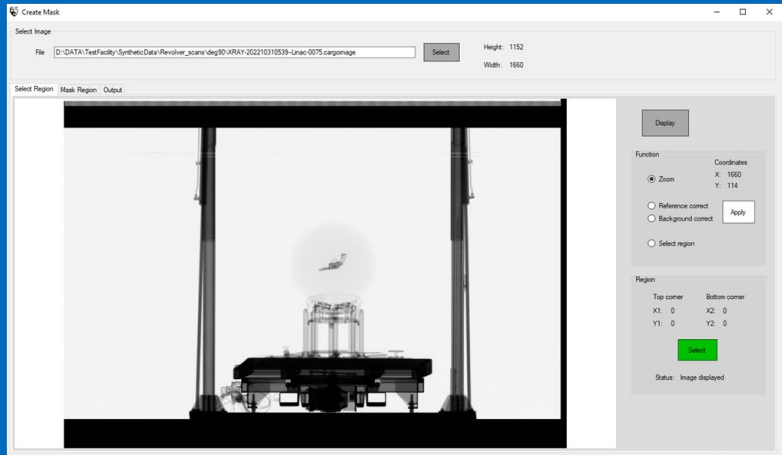 Create Mask
Select Image
File D:\DATA\TestFacility\SyntheticData\Revolver_scans\deg90\XRAY-202210310539--Linac-0075.cargoimage Select Height: 1152
Width: 1660
Select Region Mask Region Output
Display
Function
Coordinates
Zoom X: 1660
Y: 114
Reference correct
Background correct
Apply
Select region
Region
Top corner Bottom corner
X1: 0 X2: 0
Y1: 0 Y2: 0
Select
Status: Image displayed